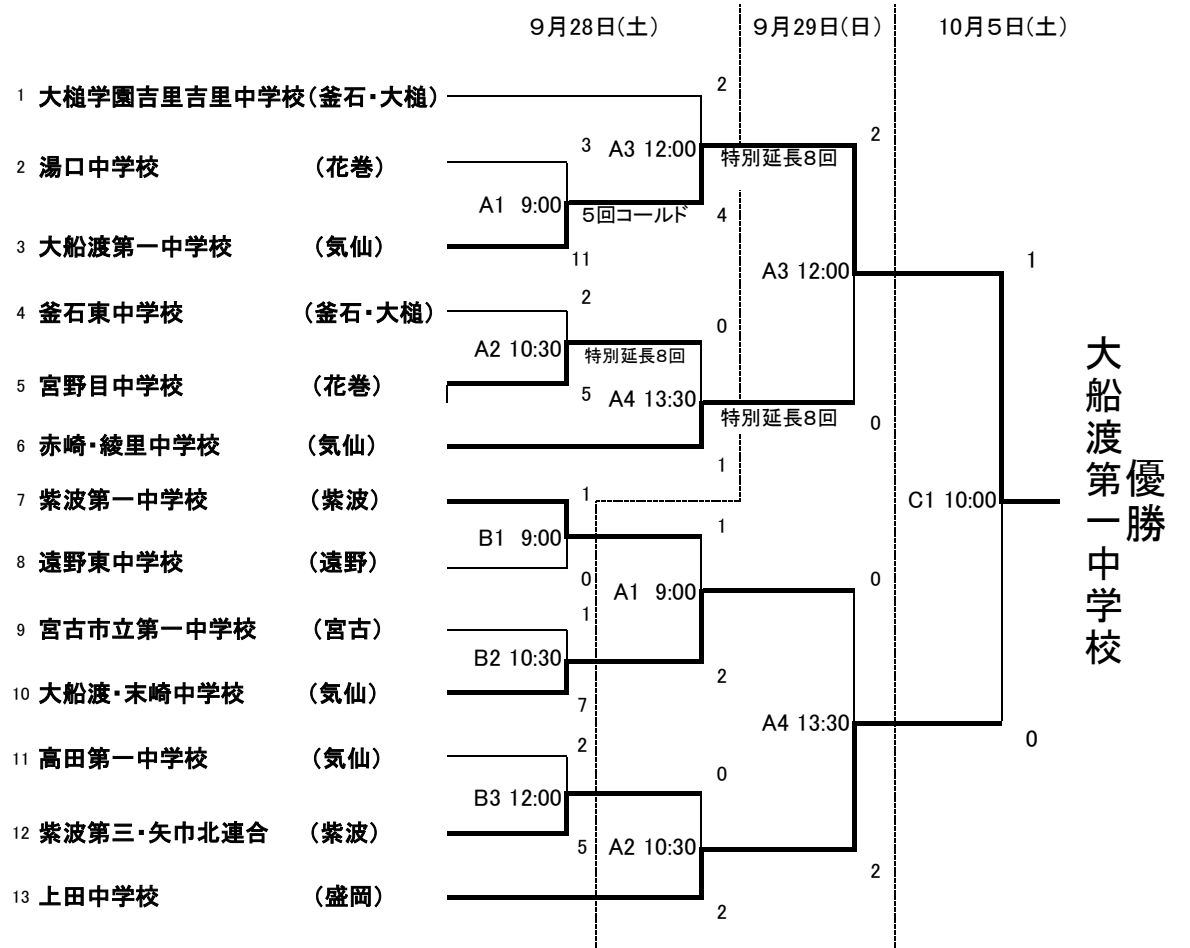 9月28日(土)　9月29日(日)　10月5日(土)
1 大槌学園吉里吉里中学校(釜石・大槌)
2 湯口中学校 (花巻)
3 大船渡第一中学校 (気仙)
4 釜石東中学校 (釜石・大槌)
5 宮野目中学校 (花巻)
6 赤崎・綾里中学校 (気仙)
7 紫波第一中学校 (紫波)
8 遠野東中学校 (遠野)
9 宮古市立第一中学校 (宮古)
10 大船渡・末崎中学校 (気仙)
11 高田第一中学校 (気仙)
12 紫波第三・矢巾北連合 (紫波)
13 上田中学校 (盛岡)
3
A1 9:00
5回コールド
11
2
A2 10:30
特別延長8回
5
1
B1 9:00
0
1
B2 10:30
7
2
B3 12:00
5
2
A3 12:00
特別延長8回
4
0
A4 13:30
特別延長8回
1
1
A1 9:00
2
0
A2 10:30
2
2
A3 12:00
0
0
A4 13:30
2
1
C1 10:00
0
優勝
大船渡第一中学校